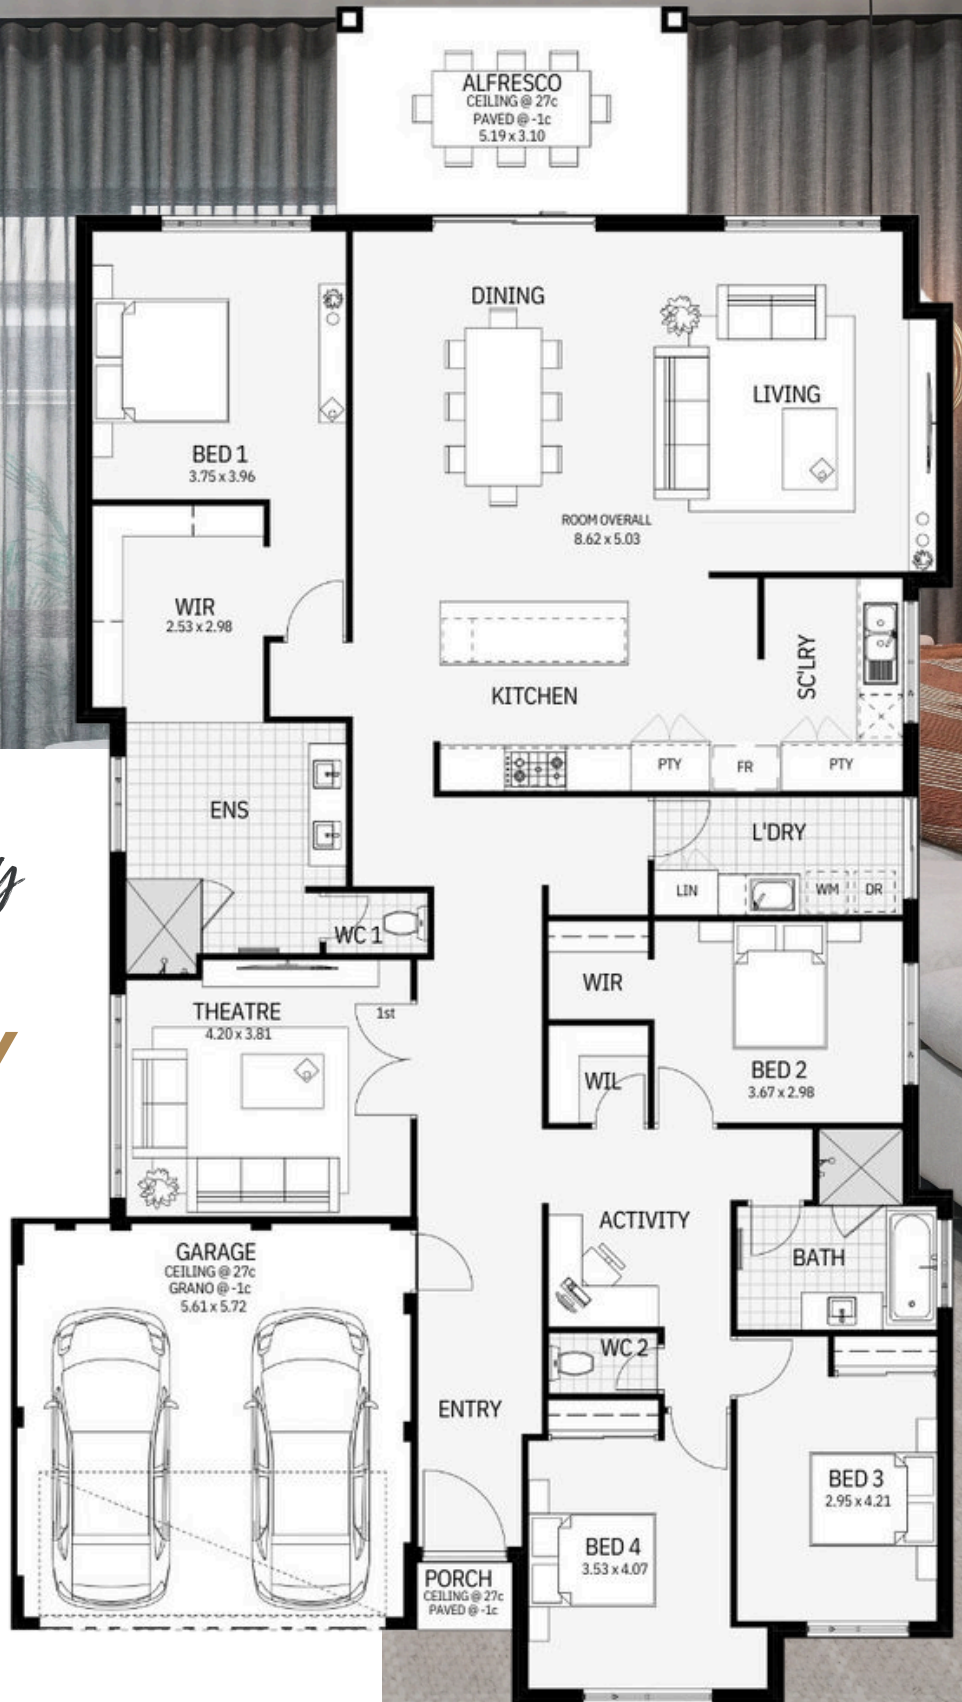 ALFRESCO
CEILING @ 27c
PAVED @ -1c
5.19 x 3.10
DINING
LIVING
BED 1
3.75 x 3.96
ROOM OVERALL
8.62 x 5.03
WIR
2.53 x 2.98
KITCHEN
SC'LRY
PTY
FR
PTY
ENS
L'DRY
LIN
WM
DR
WC 1
WIR
THEATRE
4.20 x 3.81
1st
BED 2
3.67 x 2.98
WIL
ACTIVITY
BATH
GARAGE
CEILING @ 27c
GRANO @ -1c
5.61 x 5.72
WC 2
ENTRY
BED 3
2.95 x 4.21
BED 4
3.53 x 4.07
PORCH
CEILING @ 27c
PAVED @ -1c